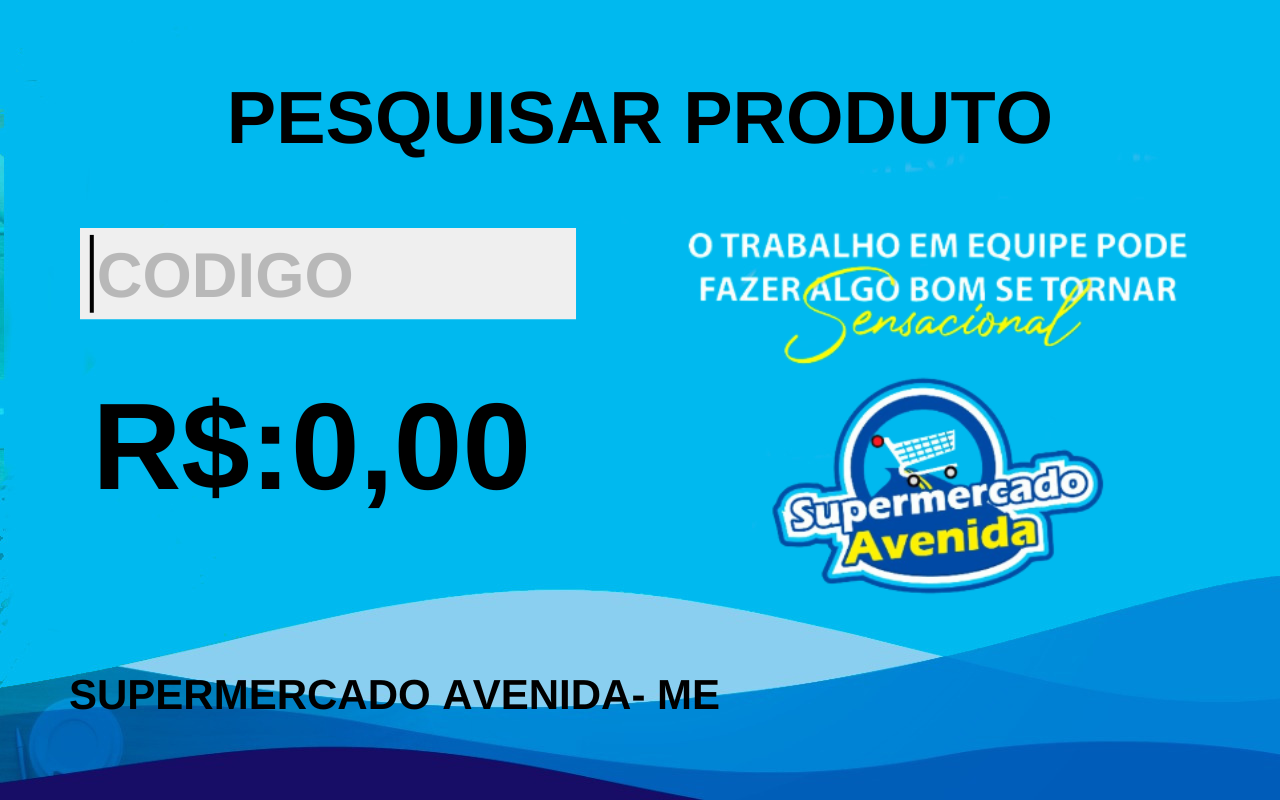 PESQUISAR PRODUTO
CODIGO
R$:0,00
O TRABALHO EM EQUIPE PODE
FAZER ALGO BOM SE TORNAR
Sensacional
Supermercado
Avenida
SUPERMERCADO AVENIDA- ME